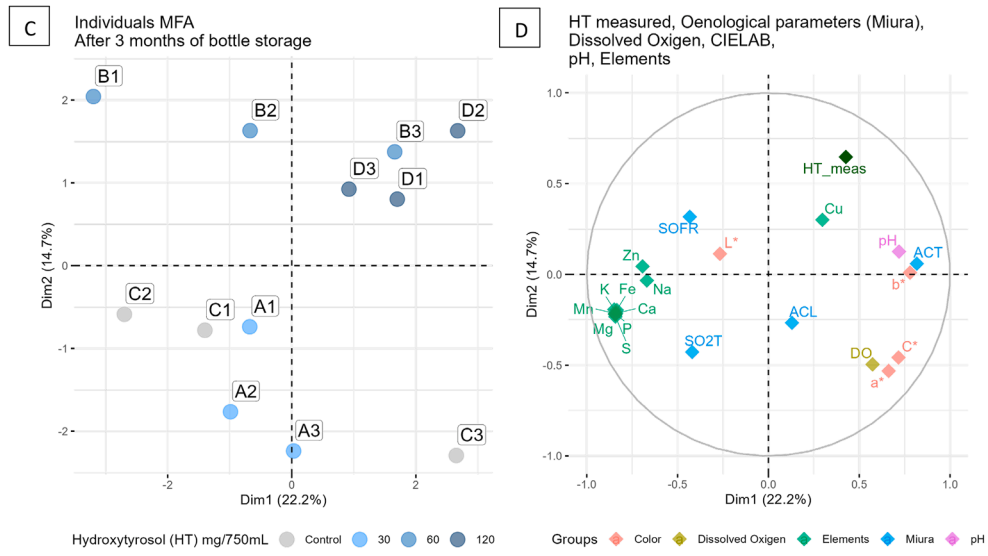 C
Individuals MFA
After 3 months of bottle storage
B1
B2
D2
B3
D3
D1
C2
C1
A1
A2
A3
C3
2
1
0
-1
-2
Dim2 (14.7%)
-2
0
2
Dim1 (22.2%)
Hydroxytyrosol (HT) mg/750mL
Control
30
60
120
D
HT measured, Oenological parameters (Miura),
Dissolved Oxigen, CIELAB,
pH, Elements
1.0
0.5
0.0
-0.5
-1.0
Dim2 (14.7%)
HT_meas
Cu
SOFR
L*
pH
ACT
b*
Zn
Na
K
Fe
Mn
Ca
Mg
P
S
ACL
SO2T
DO
C*
a*
-1.0
-0.5
0.0
0.5
1.0
Dim1 (22.2%)
Groups
a Color
a Dissolved Oxigen
a Elements
a Miura
a pH